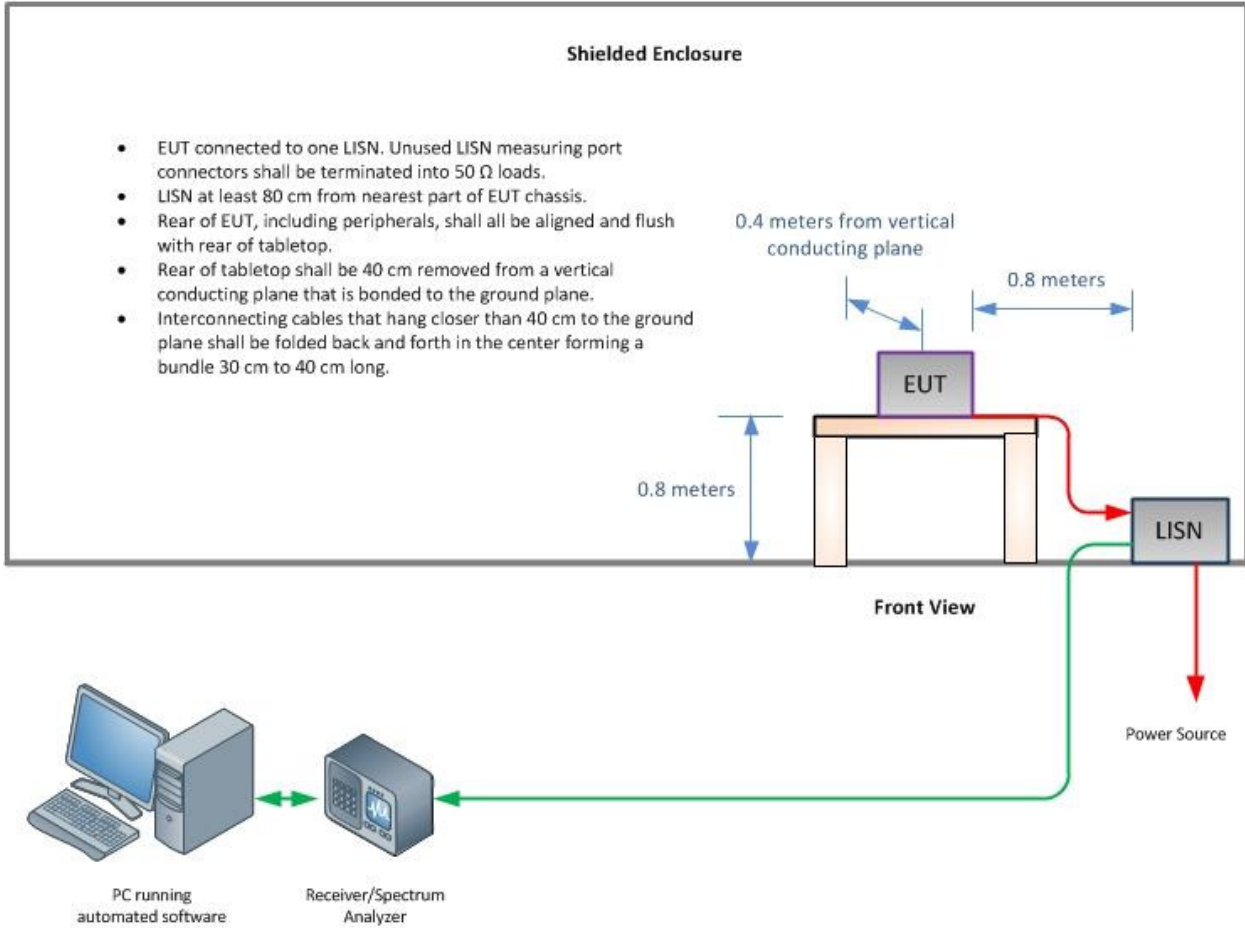 Shielded Enclosure
• EUT connected to one LISN. Unused LISN measuring port
connectors shall be terminated into 50 Ω loads.
• LISN at least 80 cm from nearest part of EUT chassis.
• Rear of EUT, including peripherals, shall all be aligned and flush
with rear of tabletop.
• Rear of tabletop shall be 40 cm removed from a vertical
conducting plane that is bonded to the ground plane.
• Interconnecting cables that hang closer than 40 cm to the ground
plane shall be folded back and forth in the center forming a
bundle 30 cm to 40 cm long.
0.4 meters from vertical
conducting plane
0.8 meters
EUT
0.8 meters
LISN
Front View
Power Source
PC running
automated software
Receiver/Spectrum
Analyzer